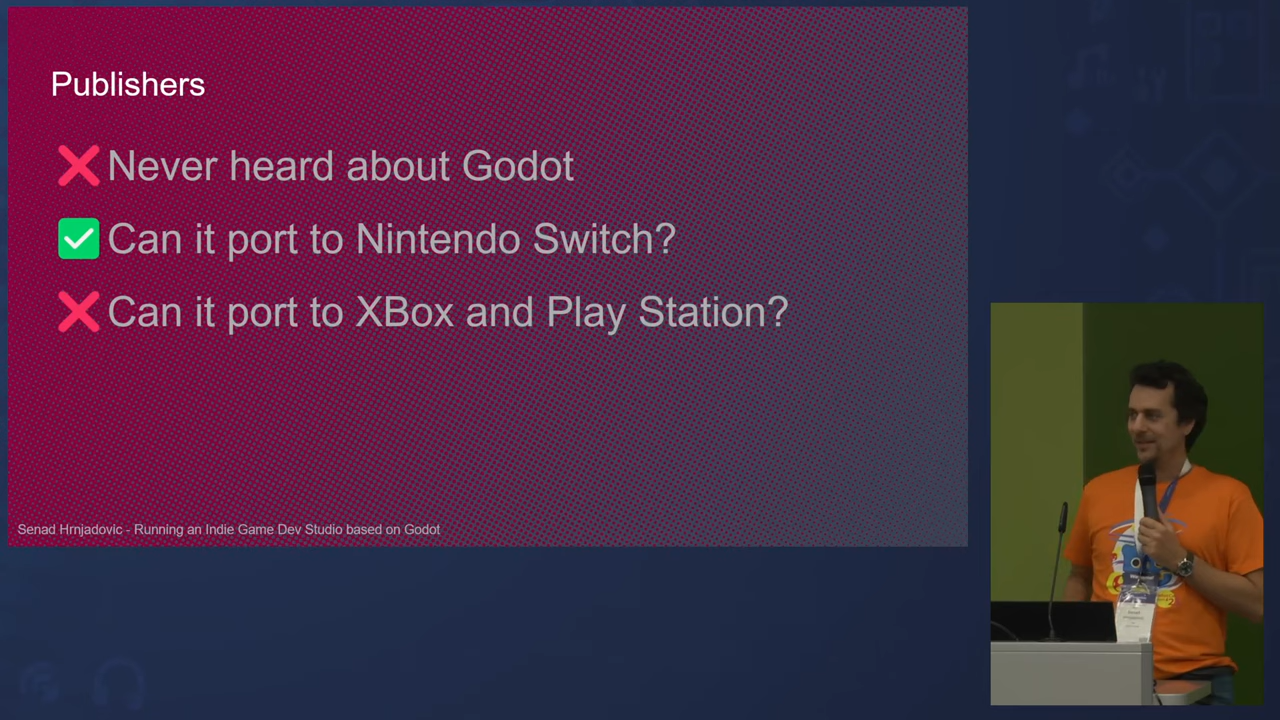 Publishers
❌ Never heard about Godot
✅ Can it port to Nintendo Switch?
❌ Can it port to XBox and Play Station?
Senad Hrnjadovic - Running an Indie Game Dev Studio based on Godot